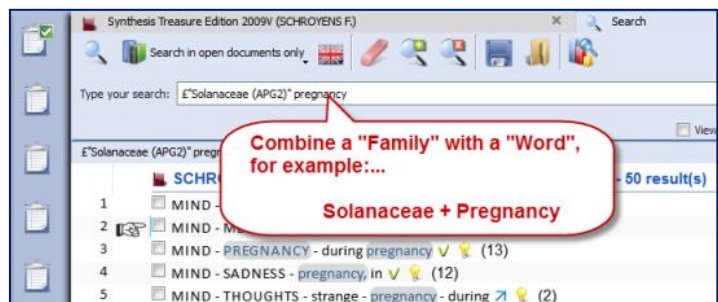 Synthesis Treasure Edition 2009V (SCHROYENS F.) Search
Search in open documents only
Type your search: £"Solanaceae (APG2)" pregnancy
View
£"Solanaceae (APG2)" pregn
Combine a "Family" with a "Word",
for example:...
Solanaceae + Pregnancy
SCHRO - 50 result(s)
1 MIND -
2 MIND - M
3 MIND - PREGNANCY - during pregnancy (13)
4 MIND - SADNESS - pregnancy, in (12)
5 MIND - THOUGHTS - strange - pregnancy - during (2)